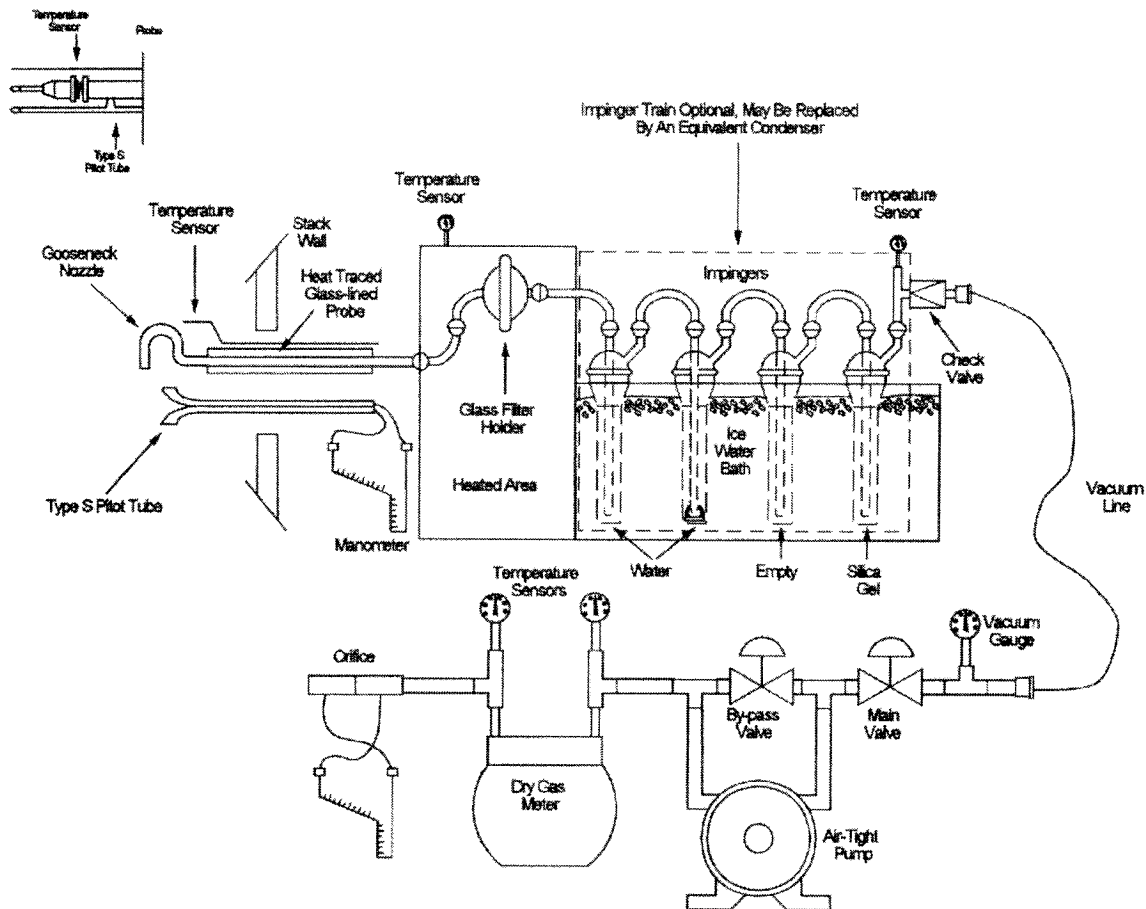 Temperature
Sensor
Probe
Type S
Pitot Tube
Impinger Train Optional, May Be Replaced
By An Equivalent Condenser
Temperature
Sensor
Temperature
Sensor
Temperature
Sensor
Stack
Wall
Gooseneck
Nozzle
Heat Traced
Glass-lined
Probe
Impingers
Check
Valve
Glass Filter
Holder
Ice
Water
Bath
Heated Area
Type S Pitot Tube
Vacuum
Line
Manometer
Water
Empty
Silica
Gel
Temperature
Sensors
Vacuum
Gauge
Orifice
By-pass
Valve
Main
Valve
Dry Gas
Meter
Air-Tight
Pump